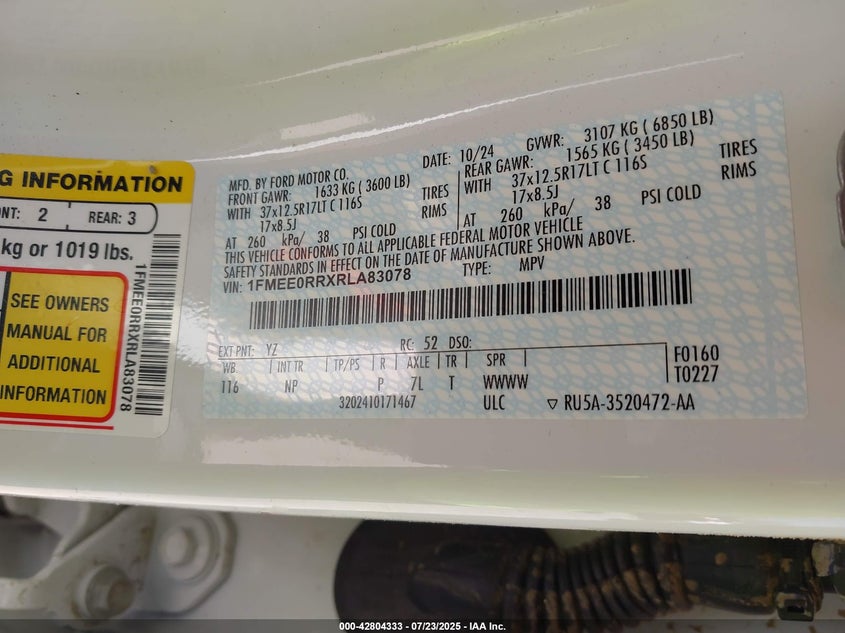 G INFORMATION
NT: 2 REAR: 3
kg or 1019 lbs.
SEE OWNERS
MANUAL FOR
ADDITIONAL
INFORMATION
1FMEE0RRXRLA83078
MFD. BY FORD MOTOR CO. DATE: 10/24 GVWR: 3107 KG ( 6850 LB)
FRONT GAWR: 1633 KG ( 3600 LB) REAR GAWR: 1565 KG ( 3450 LB)
WITH 37x12.5R17LT C 116S TIRES WITH 37x12.5R17LT C 116S TIRES
17x8.5J RIMS 17x8.5J RIMS
AT 260 kPa/ 38 PSI COLD AT 260 kPa/ 38 PSI COLD
THIS VEHICLE CONFORMS TO ALL APPLICABLE FEDERAL MOTOR VEHICLE
SAFETY STANDARDS IN EFFECT ON THE DATE OF MANUFACTURE SHOWN ABOVE.
VIN: 1FMEE0RRXRLA83078 TYPE: MPV
EXT PNT: YZ RC: 52 DSO:
WB INT TR TP/PS R AXLE TR SPR
116 NP P 7L T WWWW
F0160
T0227
3202410171467 ULC ▽ RU5A-3520472-AA
000-42804333 - 07/23/2025 - IAA Inc.